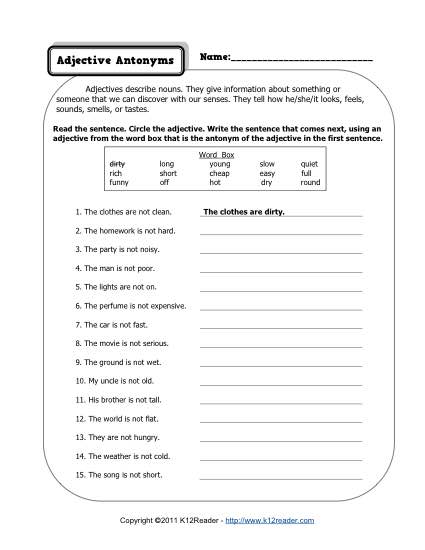 Adjective Antonyms
Name:___________________________
Adjectives describe nouns. They give information about something or
someone that we can discover with our senses. They tell how he/she/it looks, feels,
sounds, smells, or tastes.
Read the sentence. Circle the adjective. Write the sentence that comes next, using an
adjective from the word box that is the antonym of the adjective in the first sentence.
Word Box
dirty long young slow quiet
rich short cheap easy full
funny off hot dry round
1. The clothes are not clean. The clothes are dirty.
2. The homework is not hard.
3. The party is not noisy.
4. The man is not poor.
5. The lights are not on.
6. The perfume is not expensive.
7. The car is not fast.
8. The movie is not serious.
9. The ground is not wet.
10. My uncle is not old.
11. His brother is not tall.
12. The world is not flat.
13. They are not hungry.
14. The weather is not cold.
15. The song is not short.
Copyright ©2011 K12Reader - http://www.k12reader.com